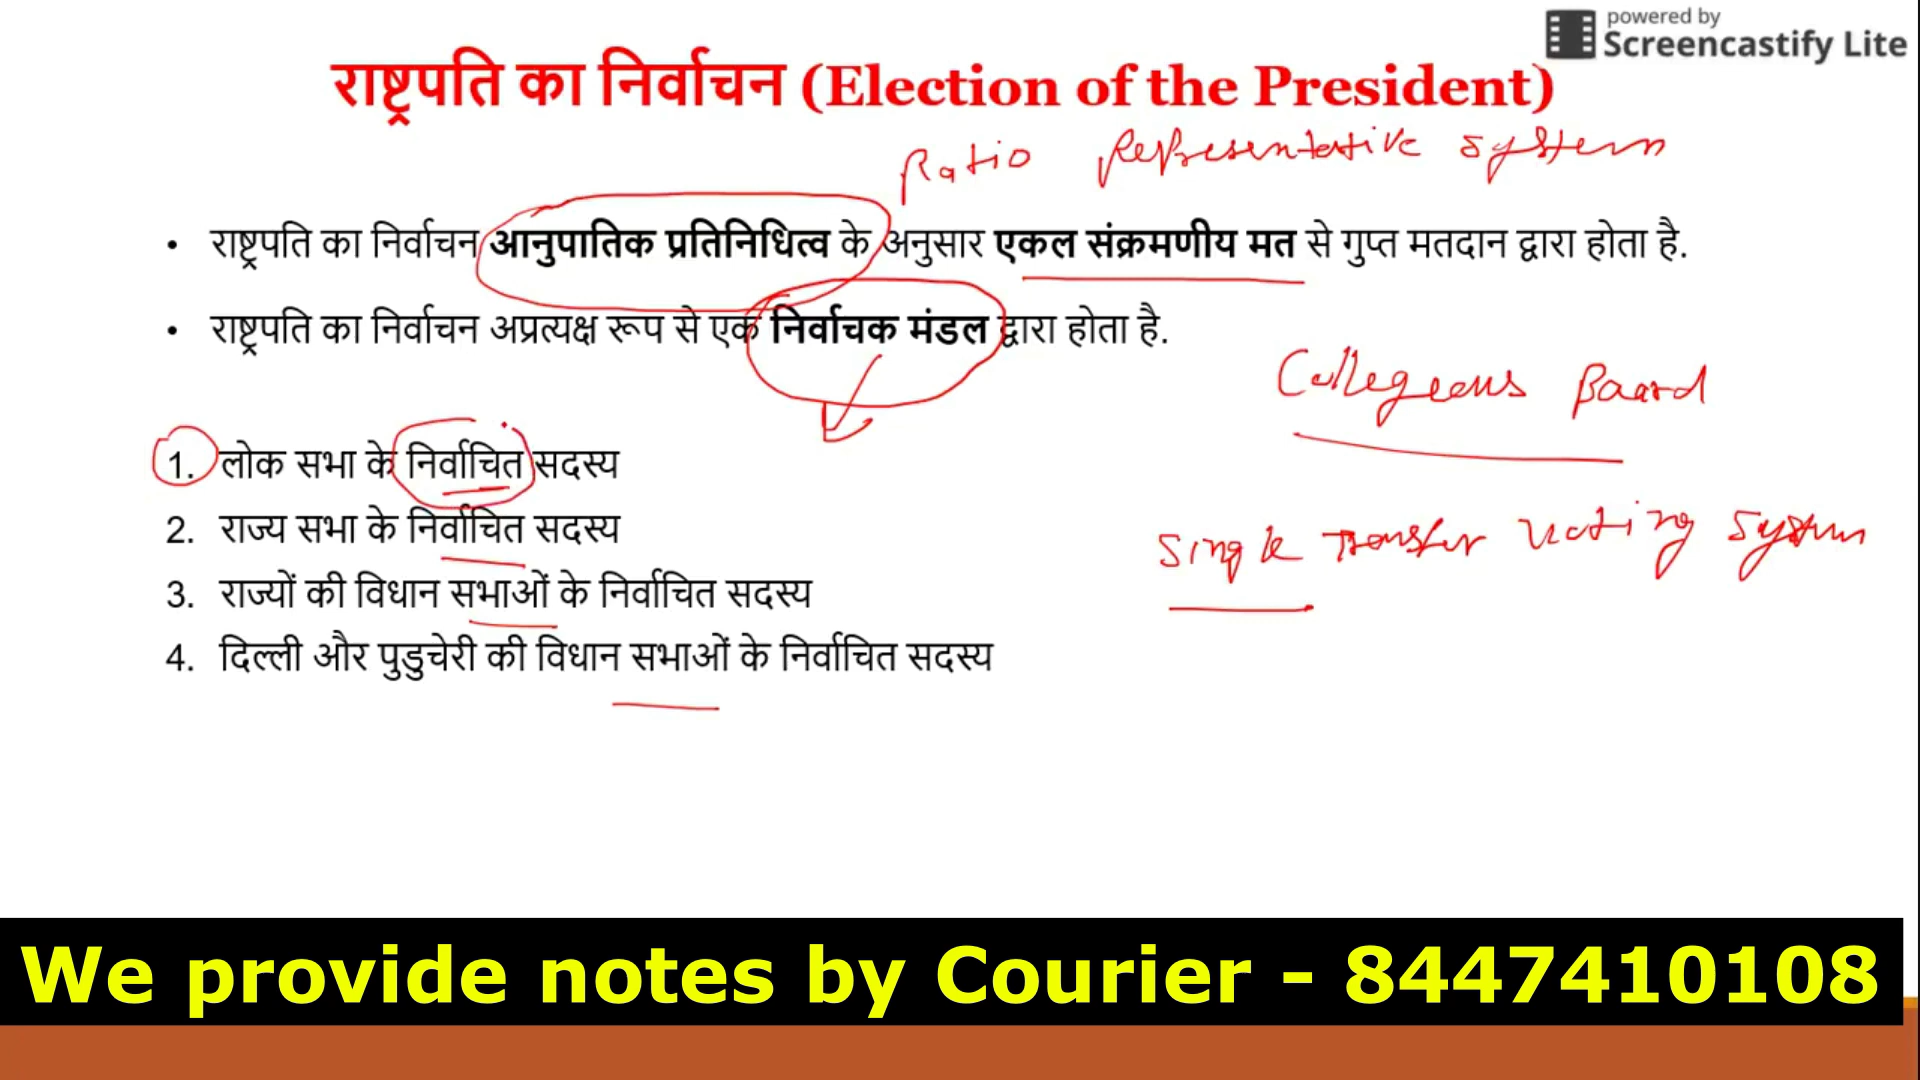 powered by
Screencastify Lite
राष्ट्रपति का निर्वाचन (Election of the President)
Ratio Representative System
• राष्ट्रपति का निर्वाचन आनुपातिक प्रतिनिधित्व के अनुसार एकल संक्रमणीय मत से गुप्त मतदान द्वारा होता है.
• राष्ट्रपति का निर्वाचन अप्रत्यक्ष रूप से एक निर्वाचक मंडल द्वारा होता है.
Board
1. लोक सभा के निर्वाचित सदस्य
2. राज्य सभा के निर्वाचित सदस्य
Single Transfer Voting System
3. राज्यों की विधान सभाओं के निर्वाचित सदस्य
4. दिल्ली और पुडुचेरी की विधान सभाओं के निर्वाचित सदस्य
We provide notes by Courier - 8447410108